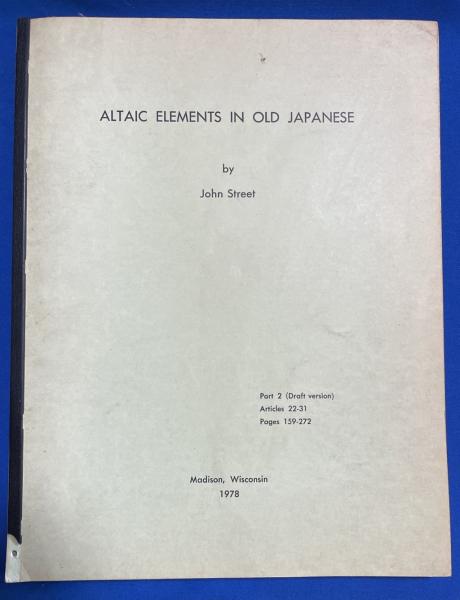 ALTAIC ELEMENTS IN OLD JAPANESE
by
John Street
Part 2 (Draft version)
Articles 22-31
Pages 159-272
Madison, Wisconsin
1978